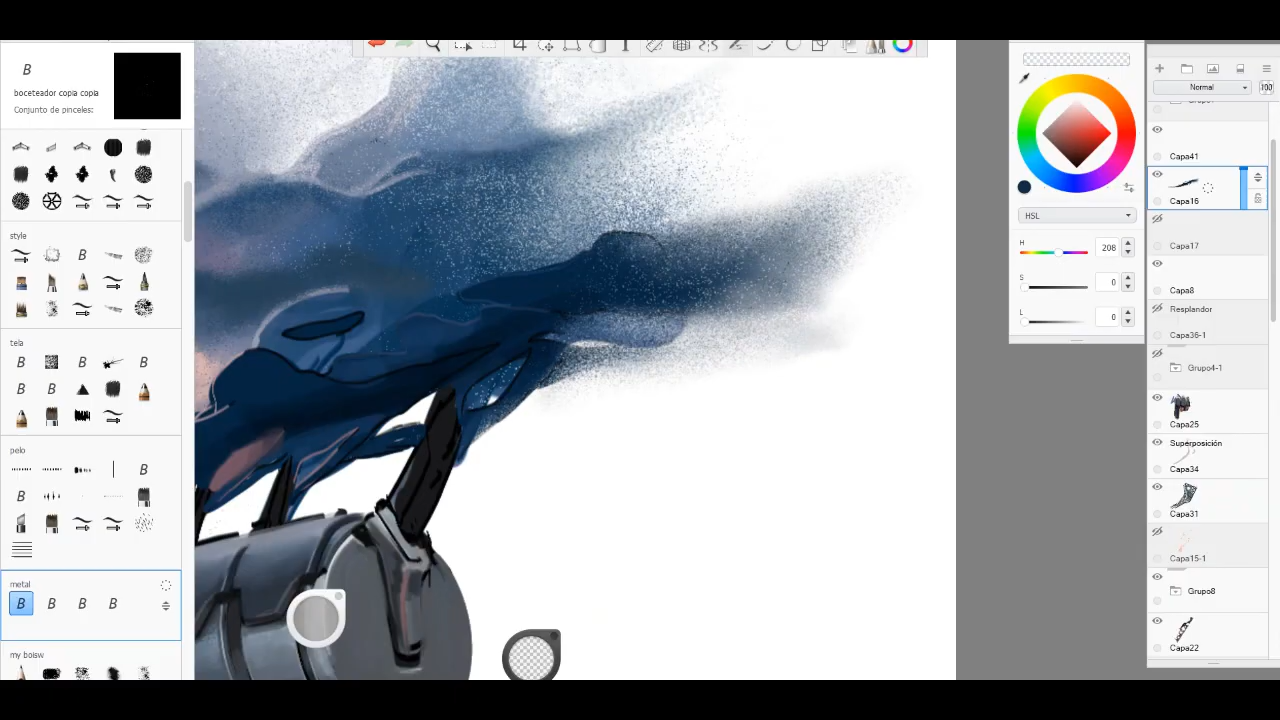 B
boceteador copia copia
Conjunto de pinceles:
style
B
tela
B B B
B B
pelo
B
B
metal
B B B B
my boisw
T
HSL
H 208
S 0
L 0
Normal 100
Capa41
Capa16
Capa17
Capa8
Resplandor
Capa36-1
Grupo4-1
Capa25
Superposición
Capa34
Capa31
Capa15-1
Grupo8
Capa22